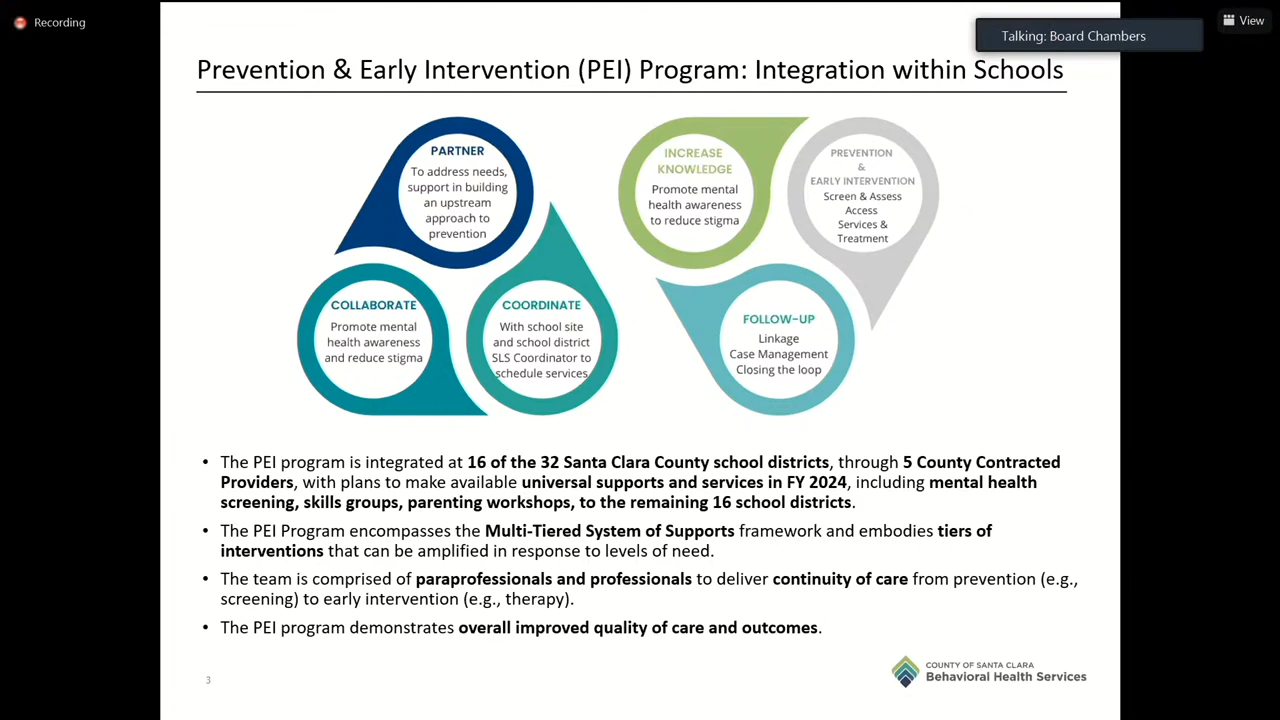 Recording
View
Talking: Board Chambers
Prevention & Early Intervention (PEI) Program: Integration within Schools
PARTNER
To address needs,
support in building
an upstream
approach to
prevention
COLLABORATE
Promote mental
health awareness
and reduce stigma
COORDINATE
With school site
and school district
SLS Coordinator to
schedule services
INCREASE
KNOWLEDGE
Promote mental
health awareness
to reduce stigma
PREVENTION
&
EARLY INTERVENTION
Screen & Assess
Access
Services &
Treatment
FOLLOW-UP
Linkage
Case Management
Closing the loop
• The PEI program is integrated at 16 of the 32 Santa Clara County school districts, through 5 County Contracted
Providers, with plans to make available universal supports and services in FY 2024, including mental health
screening, skills groups, parenting workshops, to the remaining 16 school districts.
• The PEI Program encompasses the Multi-Tiered System of Supports framework and embodies tiers of
interventions that can be amplified in response to levels of need.
• The team is comprised of paraprofessionals and professionals to deliver continuity of care from prevention (e.g.,
screening) to early intervention (e.g., therapy).
• The PEI program demonstrates overall improved quality of care and outcomes.
3
COUNTY OF SANTA CLARA
Behavioral Health Services